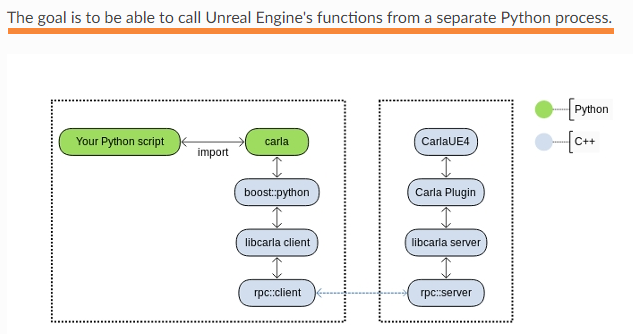 The goal is to be able to call Unreal Engine's functions from a separate Python process.
Your Python script
import
carla
boost::python
libcarla client
rpc::client
CarlaUE4
Carla Plugin
libcarla server
rpc::server
Python
C++